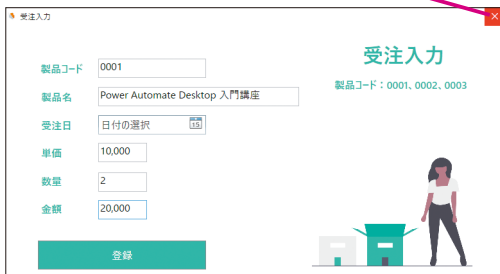 受注入力
製品コード 0001
製品名 Power Automate Desktop 入門講座
受注日 日付の選択 15
単価 10,000
数量 2
金額 20,000
登録
受注入力
製品コード：0001、0002、0003